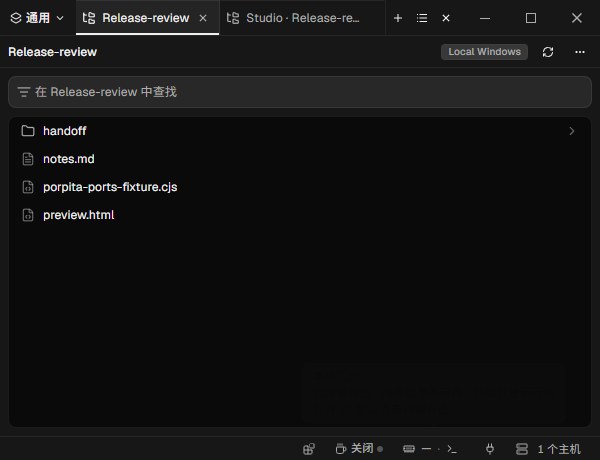 通用
Release-review
Studio · Release-re...
Release-review
Local Windows
在 Release-review 中查找
handoff
notes.md
porpita-ports-fixture.cjs
preview.html
关闭
1 个主机